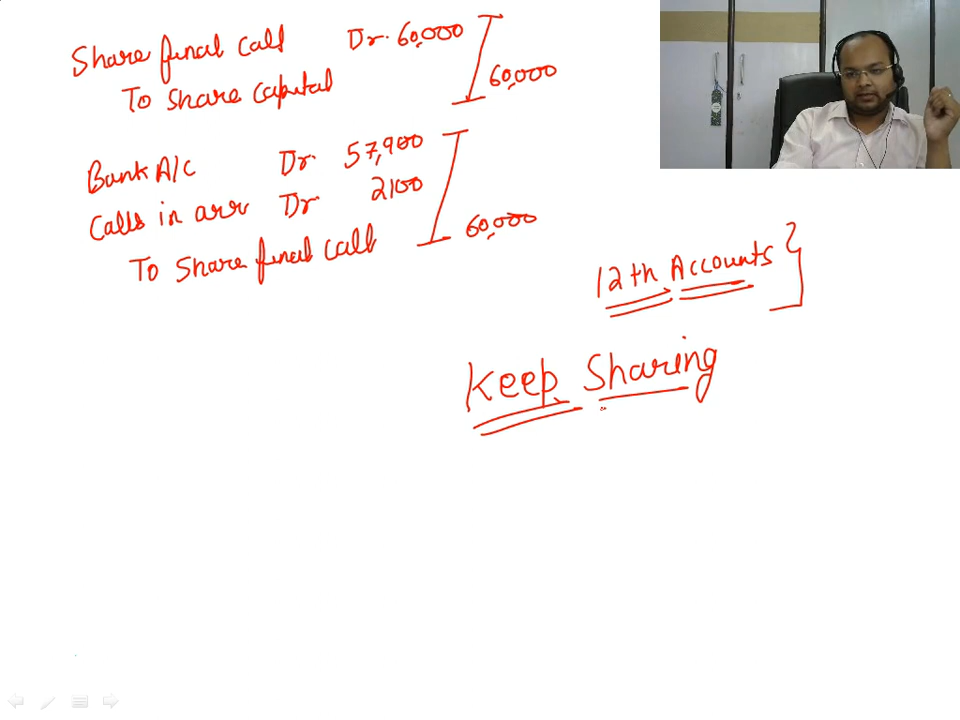 Share final call Dr. 60,000
To share capital 60,000
Bank A/C Dr. 57,900
Calls in arr Dr 2100
To share final call 60,000
12th Accounts
Keep Sharing